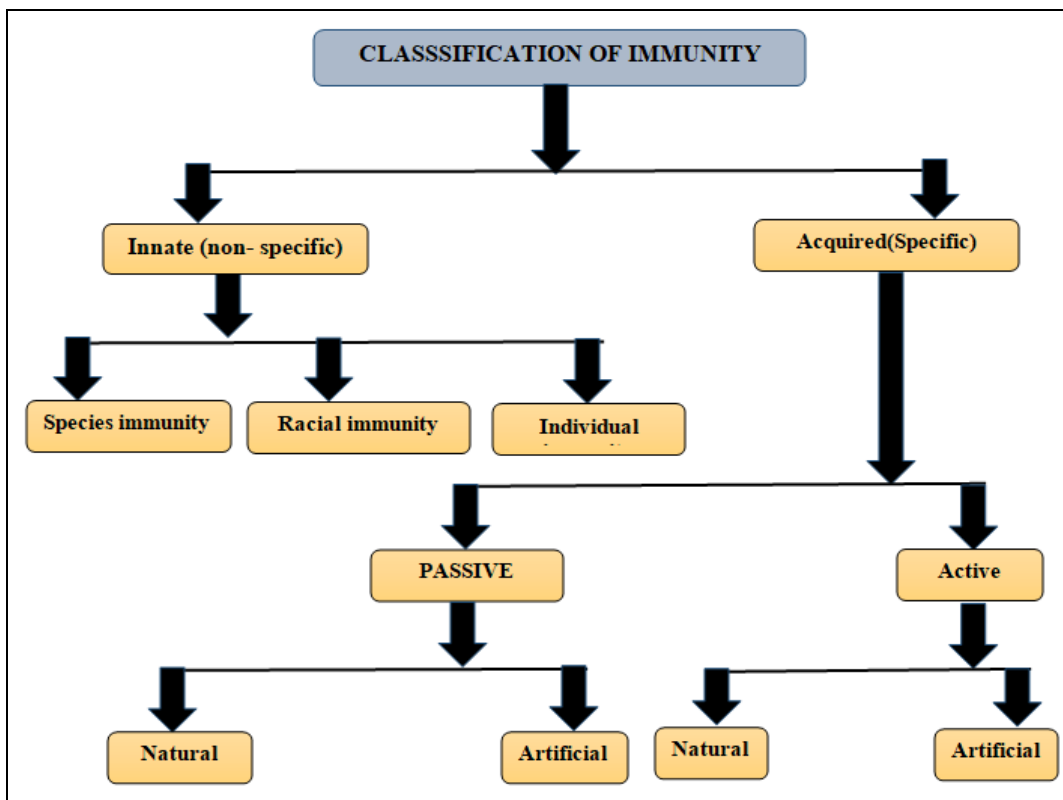 CLASSSIFICATION OF IMMUNITY
Innate (non- specific)
Acquired(Specific)
Species immunity
Racial immunity
Individual
PASSIVE
Active
Natural
Artificial
Natural
Artificial